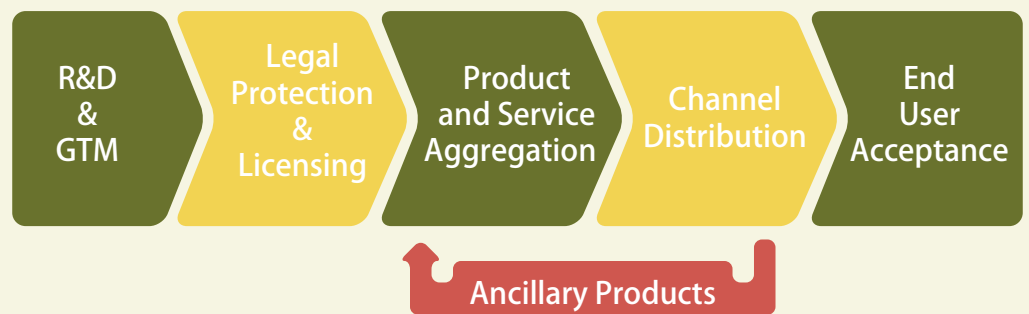 R&D
&
GTM
Legal
Protection
&
Licensing
Product
and Service
Aggregation
Channel
Distribution
End
User
Acceptance
Ancillary Products